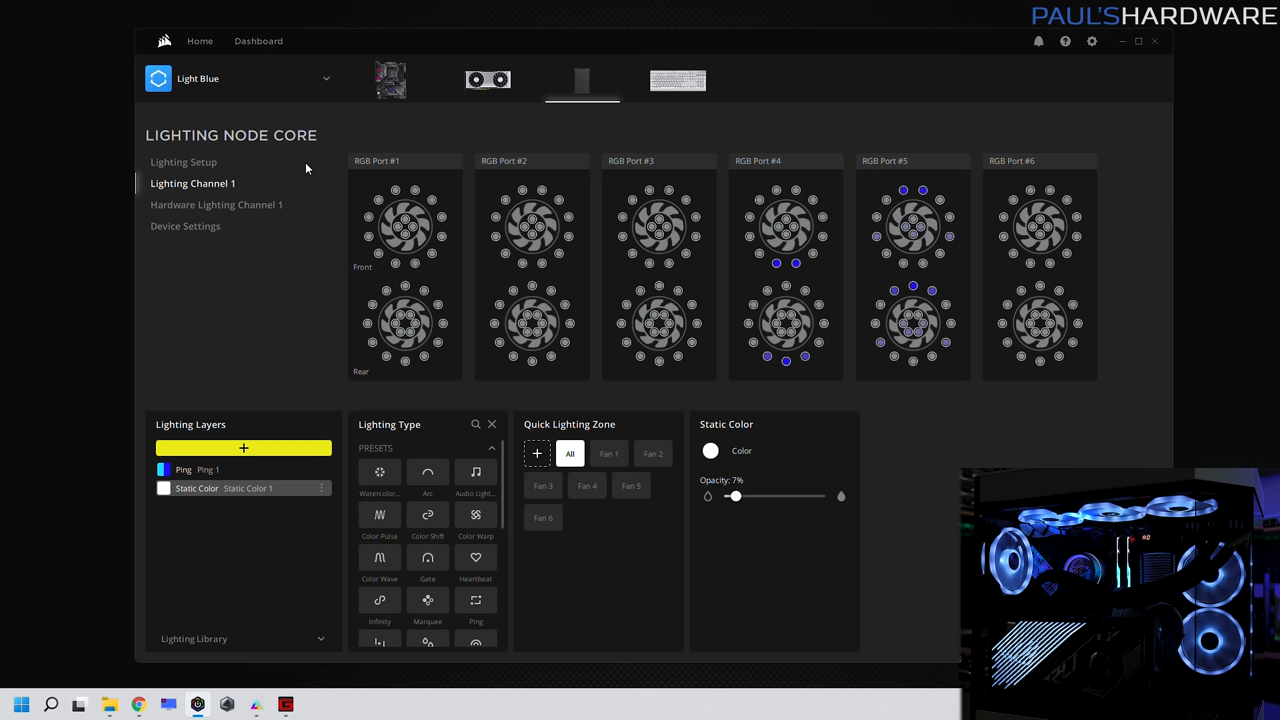 PAUL'SHARDWARE
Home
Dashboard
Light Blue
LIGHTING NODE CORE
Lighting Setup
Lighting Channel 1
Hardware Lighting Channel 1
Device Settings
RGB Port #1
RGB Port #2
RGB Port #3
RGB Port #4
RGB Port #5
RGB Port #6
Front
Rear
Lighting Layers
+
Ping Ping 1
Static Color Static Color 1
Lighting Library
Lighting Type
PRESETS
Watercolor...
Arc
Audio Light...
Color Pulse
Color Shift
Color Warp
Color Wave
Gate
Heartbeat
Infinity
Marquee
Ping
Quick Lighting Zone
+
All
Fan 1
Fan 2
Fan 3
Fan 4
Fan 5
Fan 6
Static Color
Color
Opacity: 7%